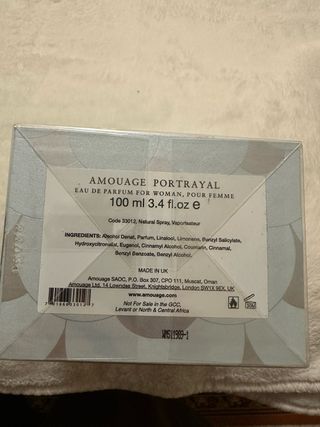 AMOUAGE PORTRAYAL
EAU DE PARFUM FOR WOMAN, POUR FEMME
100 ml 3.4 fl.oz e
Code 33012, Natural Spray, Vaporisateur
INGREDIENTS: Alcohol Denat, Parfum, Linalool, Limonene, Benzyl Salicylate,
Hydroxycitronellal, Eugenol, Cinnamyl Alcohol, Coumarin, Cinnamal,
Benzyl Benzoate, Benzyl Alcohol.
MADE IN UK
Amouage SAOC, P.O. Box 307, CPO 111, Muscat, Oman
Amouage Ltd, 14 Lowndes Street, Knightsbridge, London SW1X 9EX, UK
www.amouage.com
Not For Sale in the GCC,
Levant or North & Central Africa